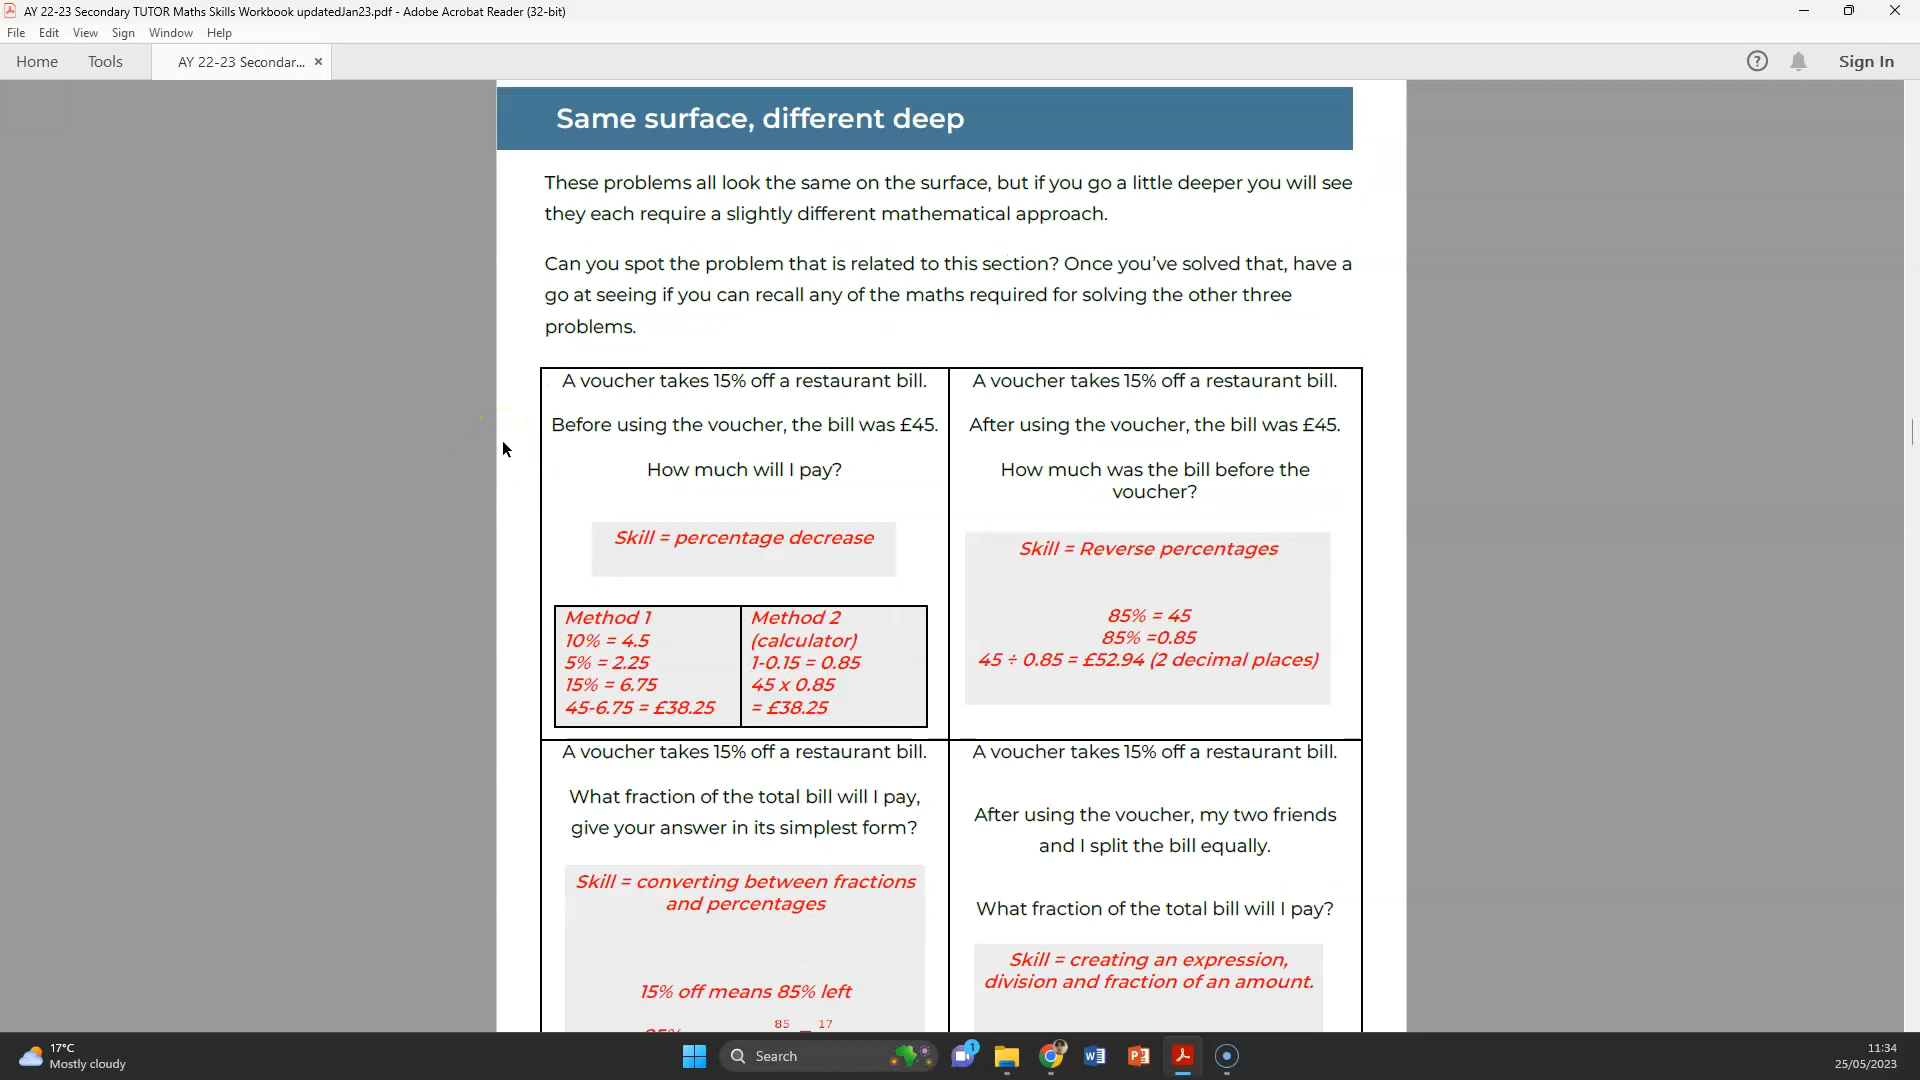 AY 22-23 Secondary TUTOR Maths Skills Workbook updatedJan23.pdf - Adobe Acrobat Reader (32-bit)
File Edit View Sign Window Help
Home Tools AY 22-23 Secondar... × Sign In
Same surface, different deep
These problems all look the same on the surface, but if you go a little deeper you will see
they each require a slightly different mathematical approach.
Can you spot the problem that is related to this section? Once you've solved that, have a
go at seeing if you can recall any of the maths required for solving the other three
problems.
A voucher takes 15% off a restaurant bill.
Before using the voucher, the bill was £45.
How much will I pay?
Skill = percentage decrease
Method 1
10% = 4.5
5% = 2.25
15% = 6.75
45-6.75 = £38.25
Method 2
(calculator)
1-0.15 = 0.85
45 x 0.85
= £38.25
A voucher takes 15% off a restaurant bill.
After using the voucher, the bill was £45.
How much was the bill before the
voucher?
Skill = Reverse percentages
85% = 45
85% =0.85
45 ÷ 0.85 = £52.94 (2 decimal places)
A voucher takes 15% off a restaurant bill.
What fraction of the total bill will I pay,
give your answer in its simplest form?
Skill = converting between fractions
and percentages
15% off means 85% left
85 17
A voucher takes 15% off a restaurant bill.
After using the voucher, my two friends
and I split the bill equally.
What fraction of the total bill will I pay?
Skill = creating an expression,
division and fraction of an amount.
17°C
Mostly cloudy
Search
1
11:34
25/05/2023